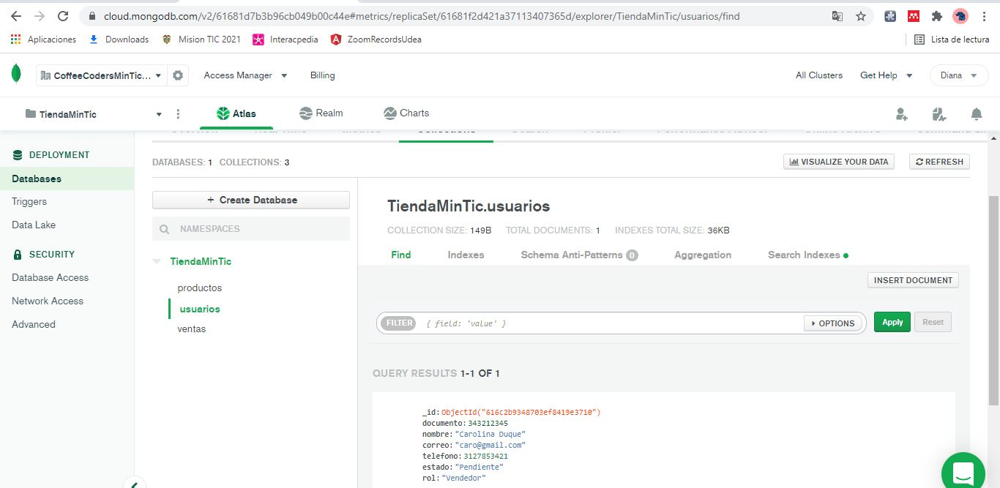 cloud.mongodb.com/v2/61681d7b3b96cb049b00c44e#metrics/replicaSet/61681f2d421a37113407365d/explorer/TiendaMinTic/usuarios/find
Aplicaciones Downloads Mision TIC 2021 Interacpedia ZoomRecordsUdea Lista de lectura
CoffeeCodersMinTic... Access Manager Billing All Clusters Get Help Diana
TiendaMinTic Atlas Realm Charts
DEPLOYMENT
Databases
Triggers
Data Lake
SECURITY
Database Access
Network Access
Advanced
DATABASES: 1 COLLECTIONS: 3 VISUALIZE YOUR DATA REFRESH
+ Create Database
NAMESPACES
TiendaMinTic
productos
usuarios
ventas
TiendaMinTic.usuarios
COLLECTION SIZE: 149B TOTAL DOCUMENTS: 1 INDEXES TOTAL SIZE: 36KB
Find Indexes Schema Anti-Patterns 0 Aggregation Search Indexes
INSERT DOCUMENT
FILTER { field: 'value' } OPTIONS Apply Reset
QUERY RESULTS 1-1 OF 1
_id: ObjectId("616c2b9348703ef8419e3710")
documento: 343212345
nombre: "Carolina Duque"
correo: "caro@gmail.com"
telefono: 3127853421
estado: "Pendiente"
rol: "Vendedor"